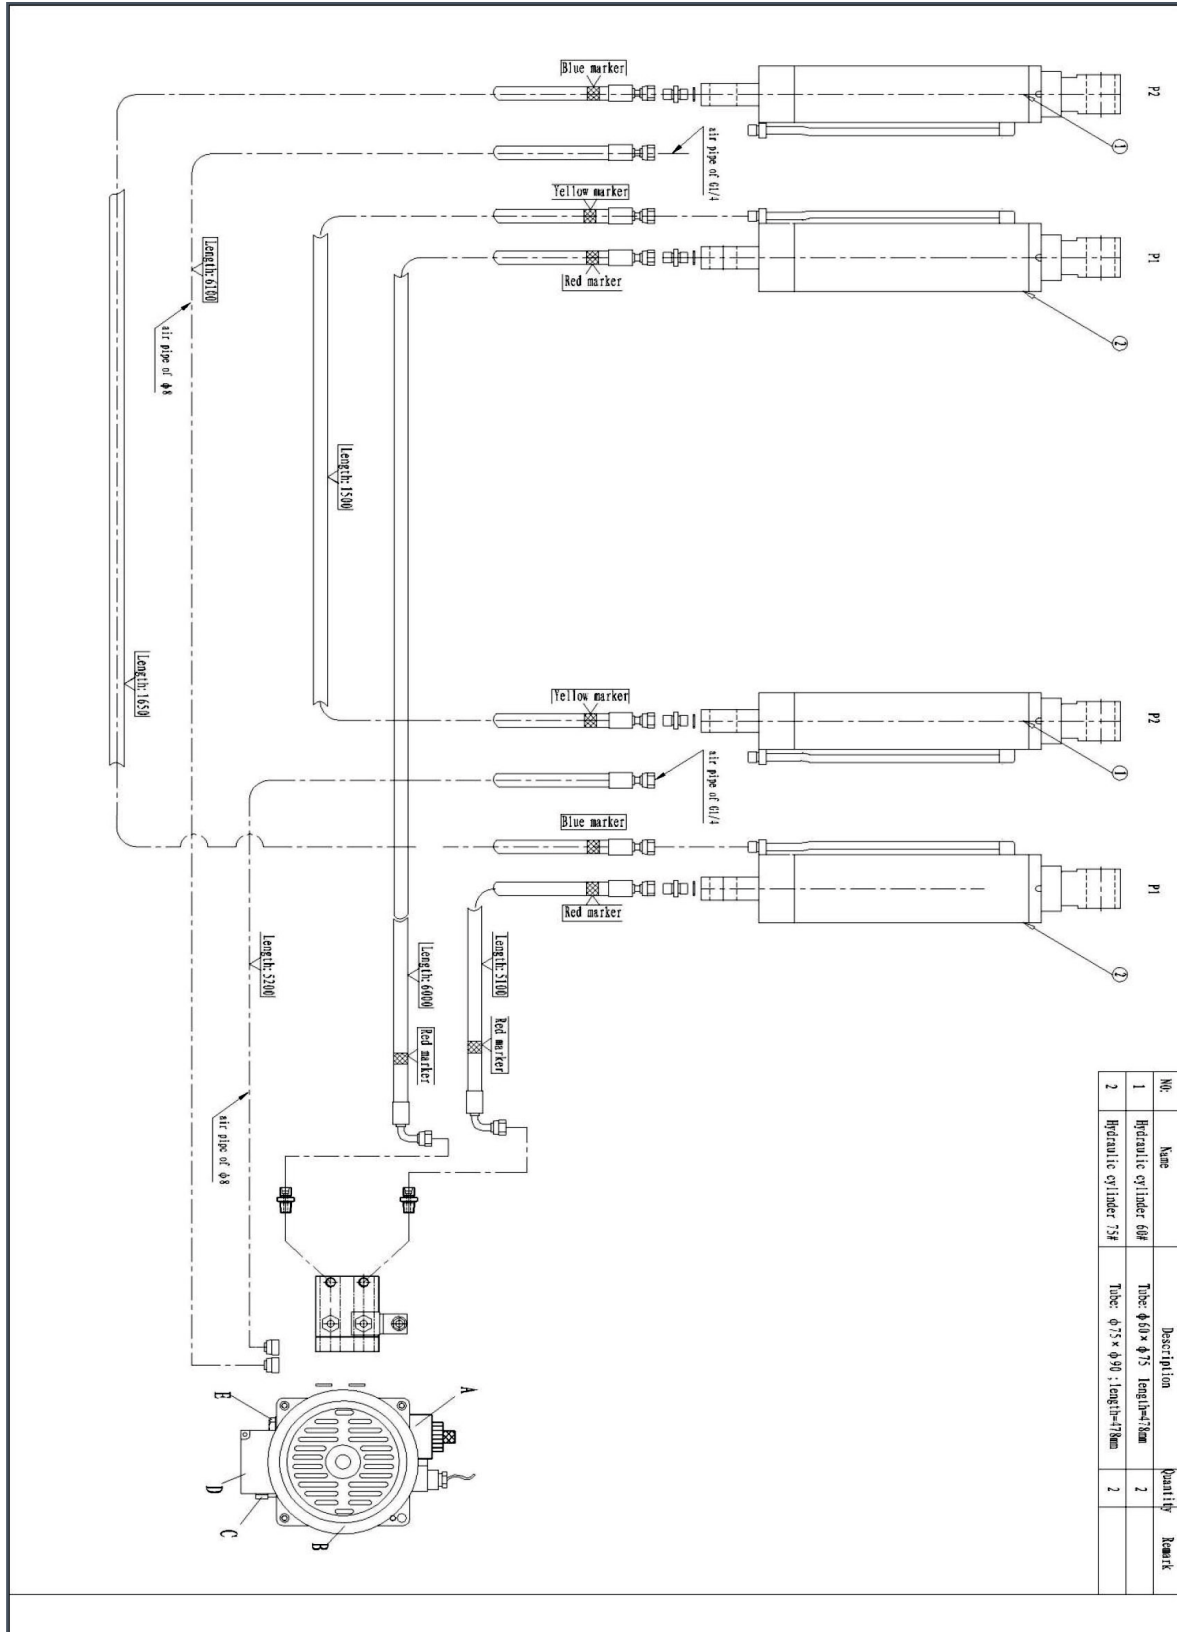 Blue marker
P2
1
air pipe of G1/4
Yellow marker
P1
Length:6100
Red marker
2
air pipe of ϕ8
Length:1500
Length:1650
Yellow marker
P2
air pipe of G1/4
1
Blue marker
P1
Red marker
Length:5200
Length:6000
Length:5100
2
Red marker
Red marker
air pipe of ϕ8
NO: Name Description Quantity Remark
1 Hydraulic cylinder 60# Tube: ϕ60×ϕ75 length=478mm 2
2 Hydraulic cylinder 75# Tube: ϕ75×ϕ90 ;length=478mm 2
A
E
D
C
B